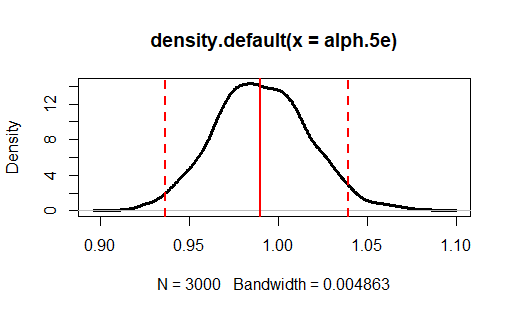 density.default(x = alph.5e)
Density
12
8
4
0
0.90 0.95 1.00 1.05 1.10
N = 3000 Bandwidth = 0.004863